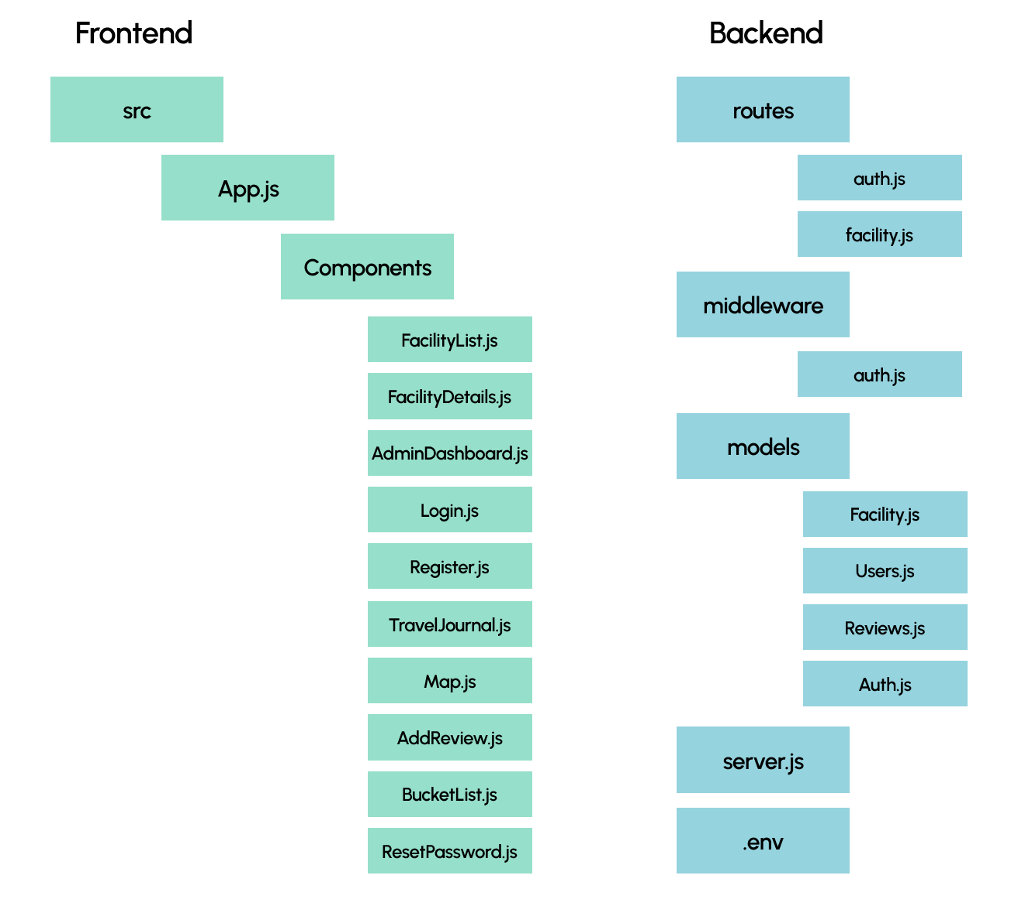 Frontend
src
App.js
Components
FacilityList.js
FacilityDetails.js
AdminDashboard.js
Login.js
Register.js
TravelJournal.js
Map.js
AddReview.js
BucketList.js
ResetPassword.js
Backend
routes
auth.js
facility.js
middleware
auth.js
models
Facility.js
Users.js
Reviews.js
Auth.js
server.js
.env